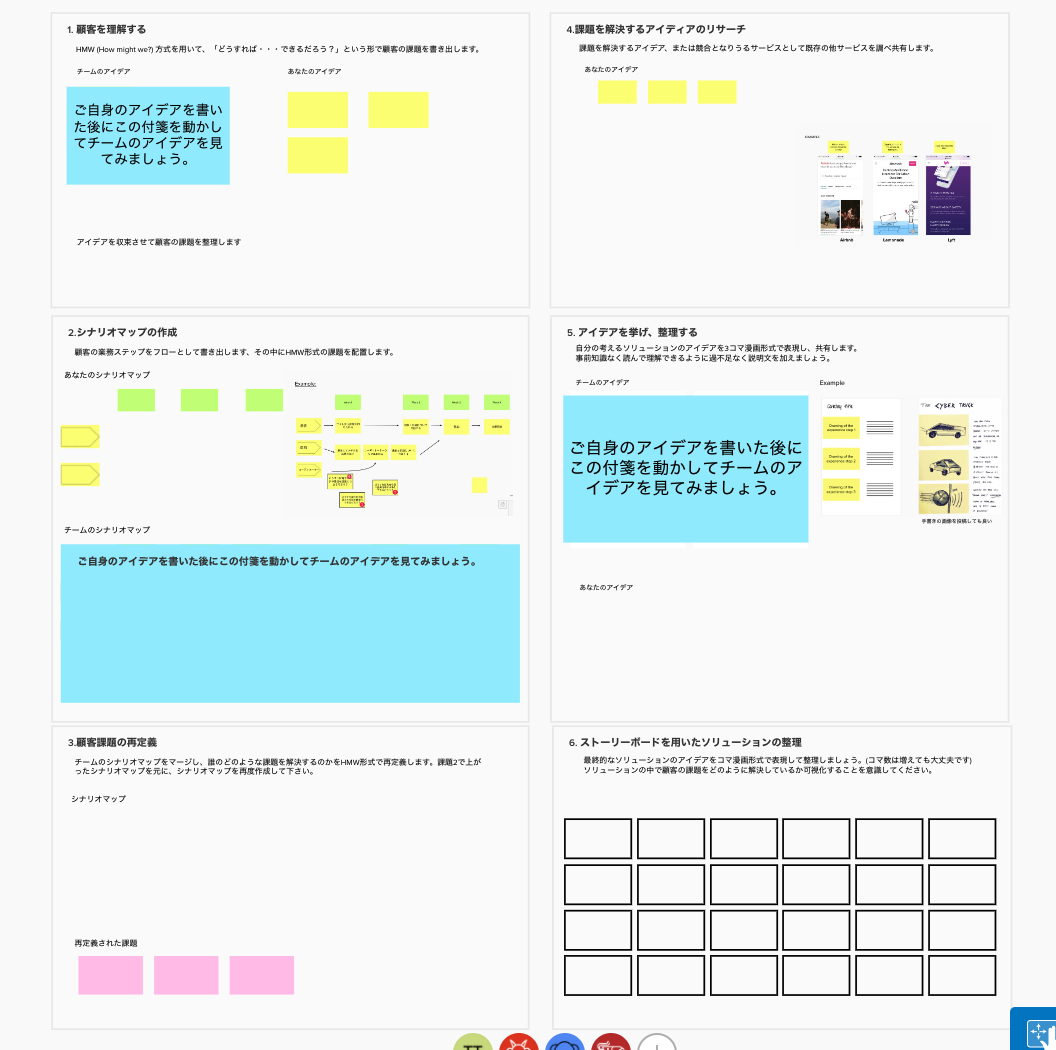 1. 顧客を理解する
HMW (How might we?) 方式を用いて、「どうすれば・・・できるだろう？」という形で顧客の課題を書き出します。
チームのアイデア
あなたのアイデア
ご自身のアイデアを書い
た後にこの付箋を動かし
てチームのアイデアを見
てみましょう。
アイデアを収束させて顧客の課題を整理します
2.シナリオマップの作成
顧客の業務ステップをフローとして書き出します、その中にHMW形式の課題を配置します。
あなたのシナリオマップ
Example:
チームのシナリオマップ
ご自身のアイデアを書いた後にこの付箋を動かしてチームのアイデアを見てみましょう。
3.顧客課題の再定義
チームのシナリオマップをマージし、誰のどのような課題を解決するのかをHMW形式で再定義します。課題2で上が
ったシナリオマップを元に、シナリオマップを再度作成して下さい。
シナリオマップ
再定義された課題
4.課題を解決するアイディアのリサーチ
課題を解決するアイデア、または競合となりうるサービスとして既存の他サービスを調べ共有します。
あなたのアイデア
Airbnb
Lemonade
Lyft
5. アイデアを挙げ、整理する
自分の考えるソリューションのアイデアを3コマ漫画形式で表現し、共有します。
事前知識なく読んで理解できるように過不足なく説明文を加えましょう。
チームのアイデア
Example
ご自身のアイデアを書いた後に
この付箋を動かしてチームのア
イデアを見てみましょう。
Drawing of the
experience step 1
Drawing of the
experience step 2
Drawing of the
experience step 3
THE CYBER TRUCK
手書きの画像を投稿しても良い
あなたのアイデア
6. ストーリーボードを用いたソリューションの整理
最終的なソリューションのアイデアをコマ漫画形式で表現して整理しましょう。(コマ数は増えても大丈夫です)
ソリューションの中で顧客の課題をどのように解決しているか可視化することを意識してください。